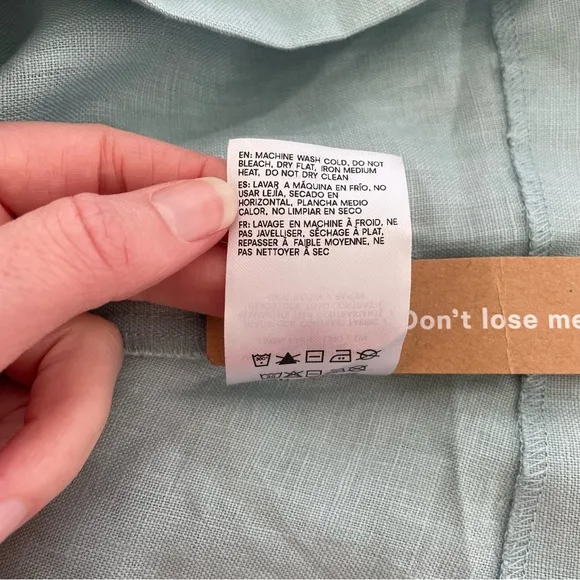 EN: MACHINE WASH COLD, DO NOT
BLEACH, DRY FLAT, IRON MEDIUM
HEAT, DO NOT DRY CLEAN
ES: LAVAR A MÁQUINA EN FRÍO, NO
USAR LEJÍA, SECADO EN
HORIZONTAL, PLANCHA MEDIO
CALOR, NO LIMPIAR EN SECO
FR: LAVAGE EN MACHINE À FROID, NE
PAS JAVELLISER, SÉCHAGE À PLAT,
REPASSER À FAIBLE MOYENNE, NE
PAS NETTOYER À SEC
Don't lose me